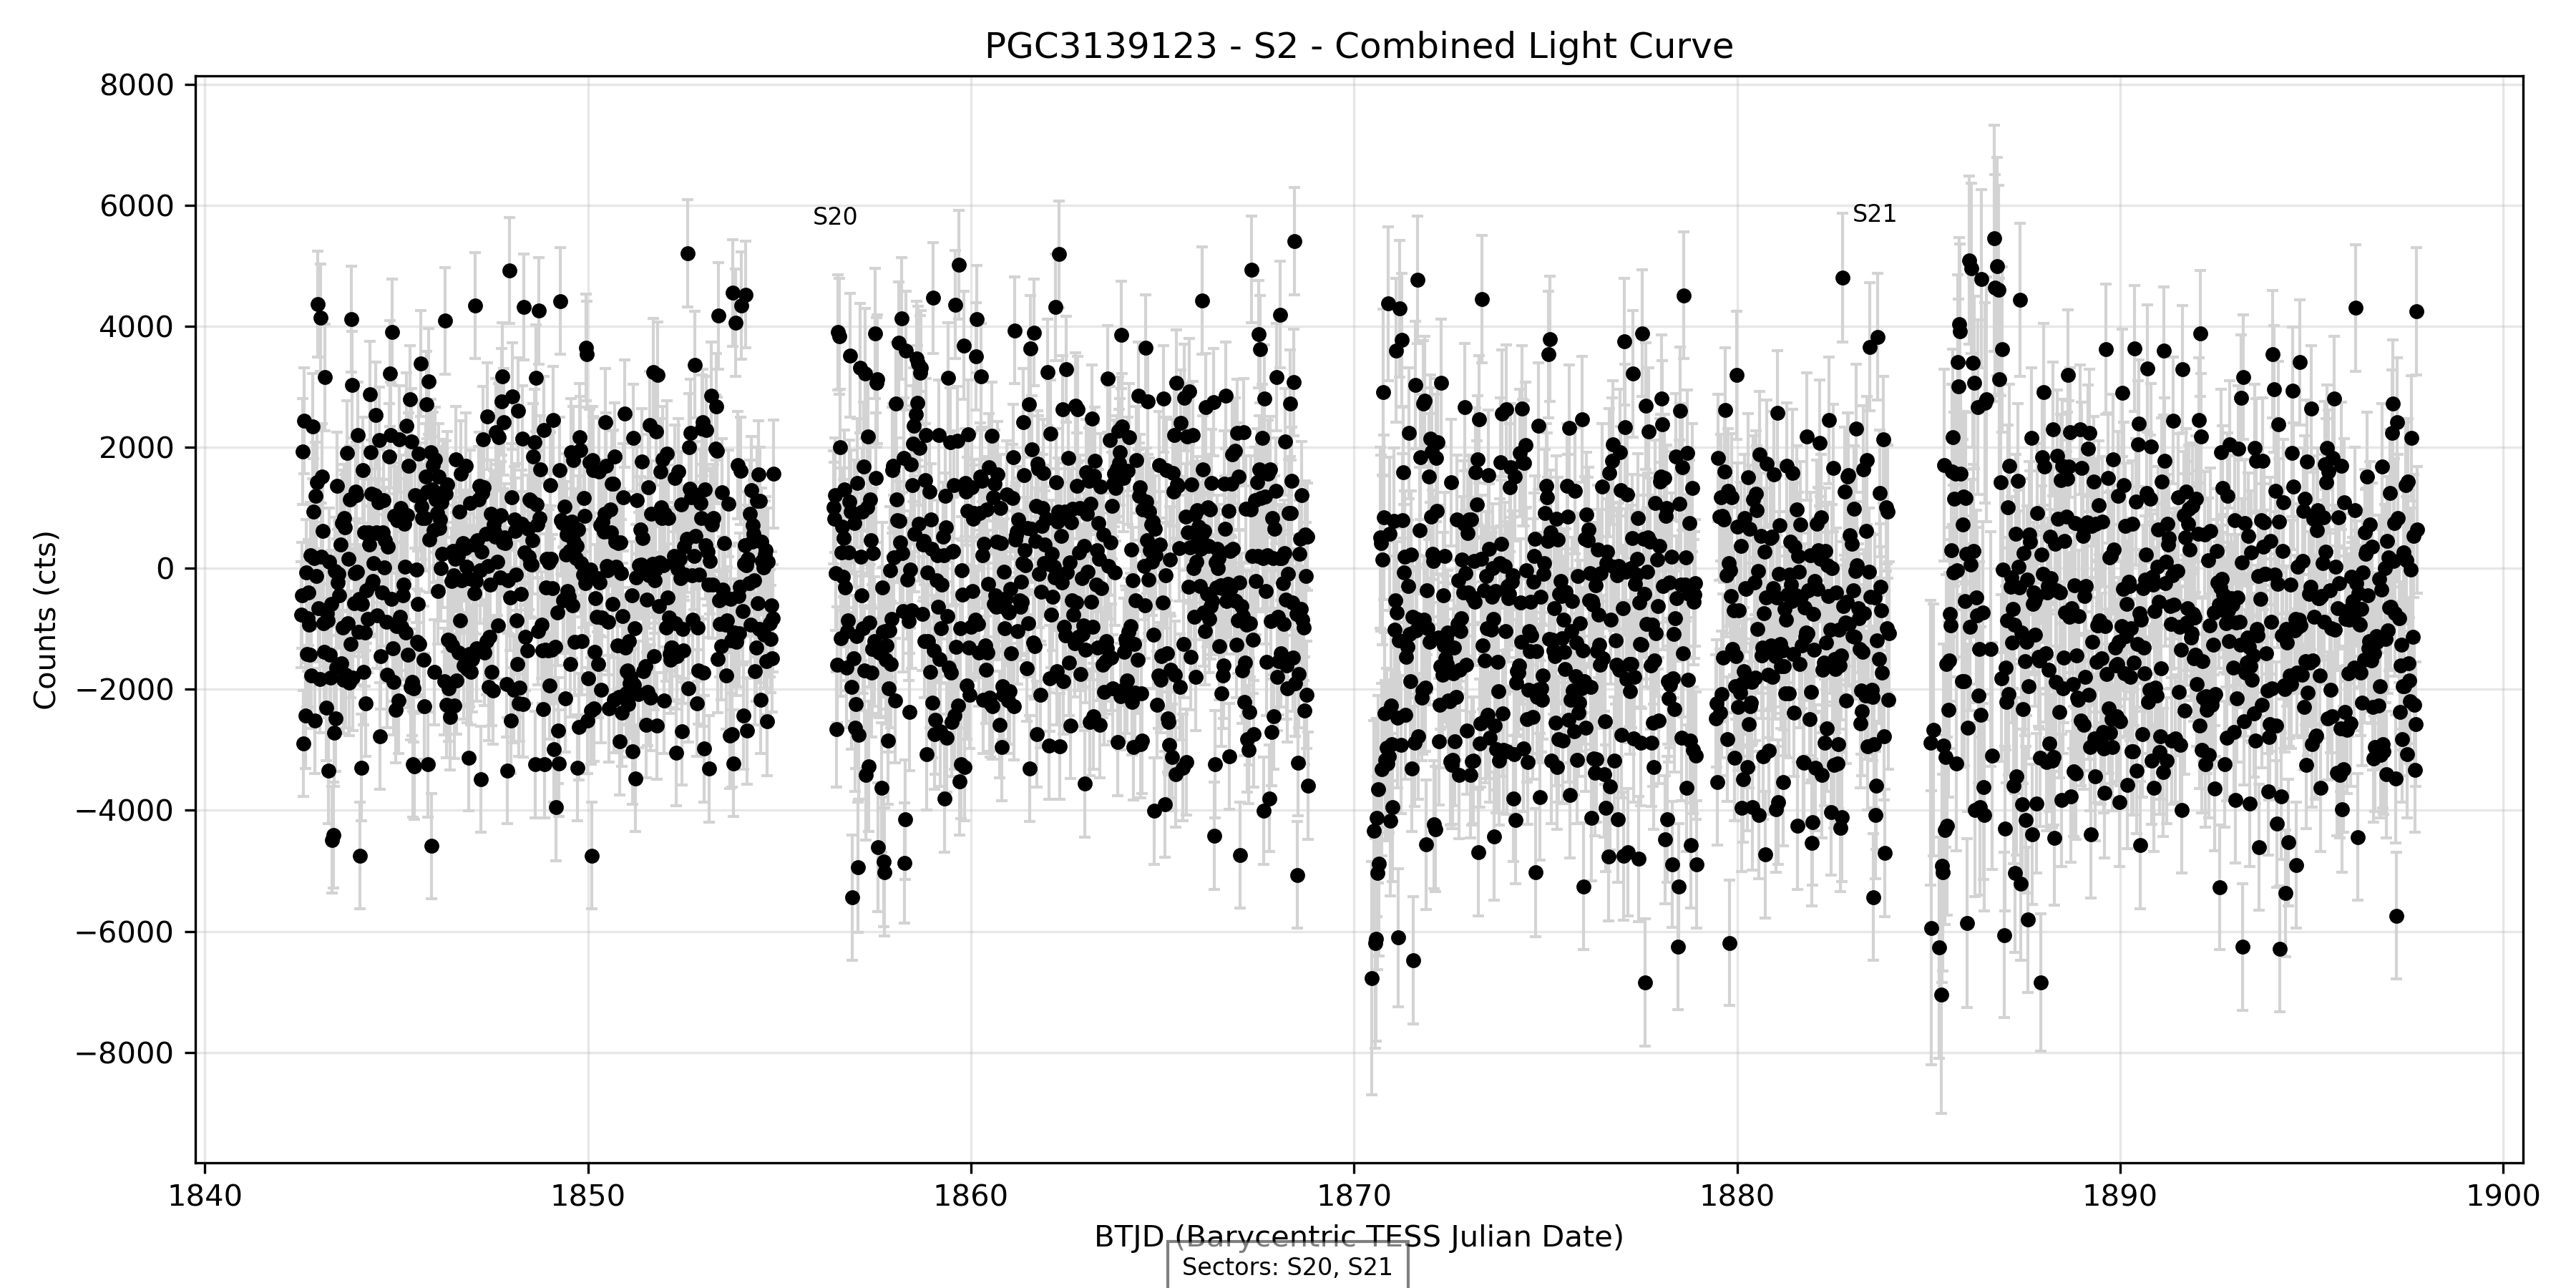 PGC3139123 - S2 - Combined Light Curve
8000
6000
4000
2000
0
−2000
−4000
−6000
−8000
Counts (cts)
S20
S21
1840
1850
1860
1870
1880
1890
1900
BTJD (Barycentric TESS Julian Date)
Sectors: S20, S21